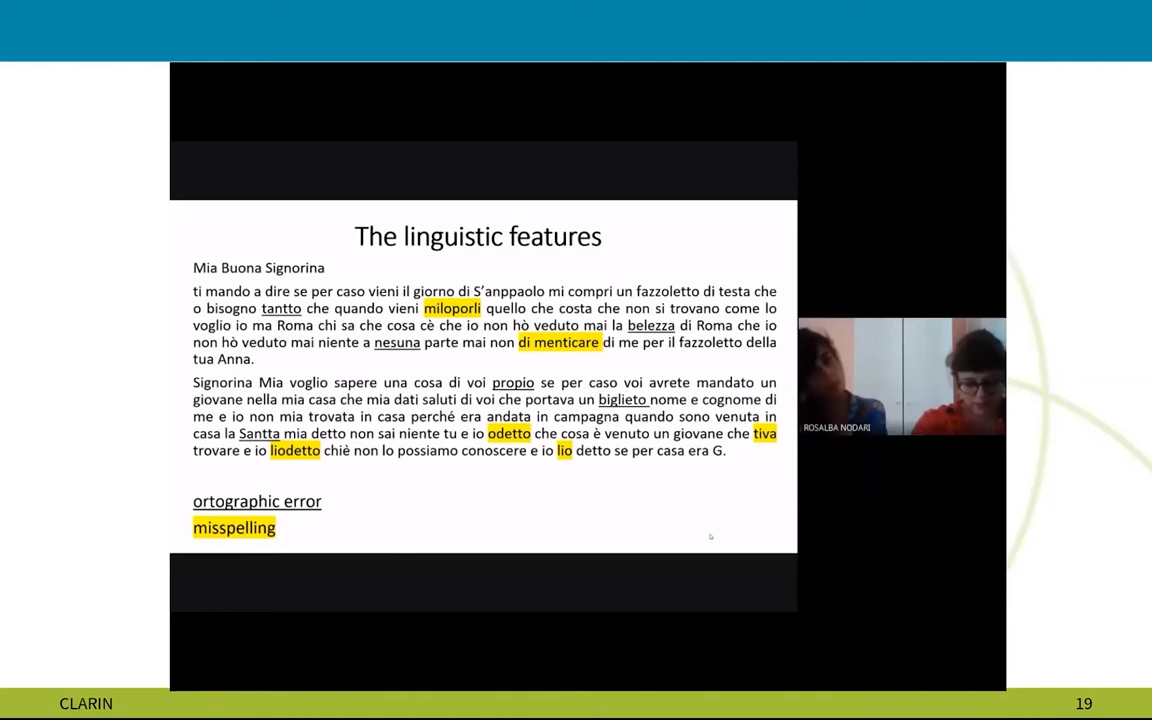 The linguistic features
Mia Buona Signorina
ti mando a dire se per caso vieni il giorno di S'anppaolo mi compri un fazzoletto di testa che
o bisogno tantto che quando vieni miloporli quello che costa che non si trovano come lo
voglio io ma Roma chi sa che cosa cè che io non hò veduto mai la belezza di Roma che io
non hò veduto mai niente a nesuna parte mai non di menticare di me per il fazzoletto della
tua Anna.
Signorina Mia voglio sapere una cosa di voi propio se per caso voi avrete mandato un
giovane nella mia casa che mia dati saluti di voi che portava un biglieto nome e cognome di
me e io non mia trovata in casa perché era andata in campagna quando sono venuta in
casa la Santta mia detto non sai niente tu e io odetto che cosa è venuto un giovane che tiva
trovare e io liodetto chiè non lo possiamo conoscere e io lio detto se per casa era G.
ortographic error
misspelling
ROSALBA NODARI
CLARIN
19